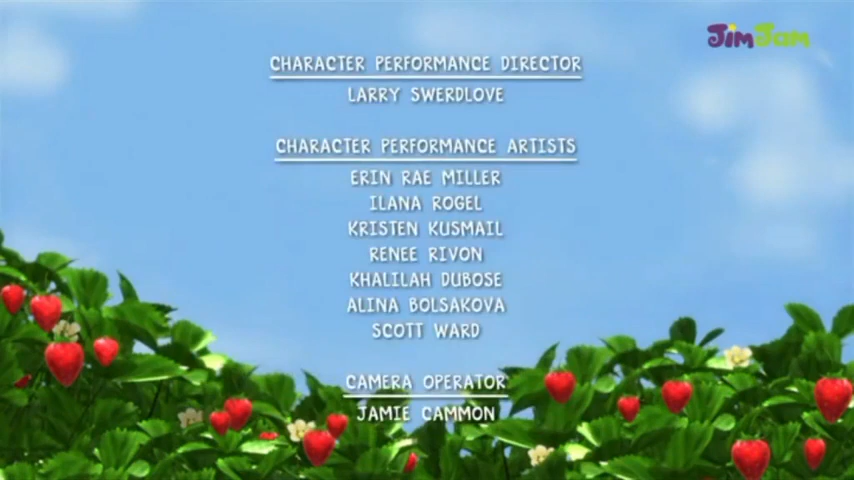 JimJam
CHARACTER PERFORMANCE DIRECTOR
LARRY SWERDLOVE
CHARACTER PERFORMANCE ARTISTS
ERIN RAE MILLER
ILANA ROGEL
KRISTEN KUSMAIL
RENEE RIVON
KHALILAH DUBOSE
ALINA BOLSAKOVA
SCOTT WARD
CAMERA OPERATOR
JAMIE CAMMON